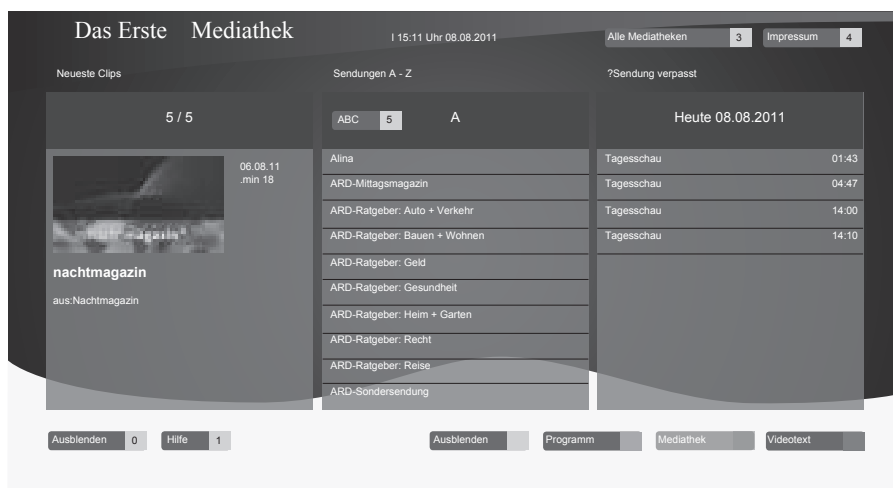 Das Erste Mediathek
I 15:11 Uhr 08.08.2011
Alle Mediatheken 3
Impressum 4
Neueste Clips
Sendungen A - Z
?Sendung verpasst
5 / 5
ABC 5
A
Heute 08.08.2011
06.08.11
.min 18
nachtmagazin
aus:Nachtmagazin
Alina
ARD-Mittagsmagazin
ARD-Ratgeber: Auto + Verkehr
ARD-Ratgeber: Bauen + Wohnen
ARD-Ratgeber: Geld
ARD-Ratgeber: Gesundheit
ARD-Ratgeber: Heim + Garten
ARD-Ratgeber: Recht
ARD-Ratgeber: Reise
ARD-Sondersendung
Tagesschau 01:43
Tagesschau 04:47
Tagesschau 14:00
Tagesschau 14:10
Ausblenden 0
Hilfe 1
Ausblenden
Programm
Mediathek
Videotext